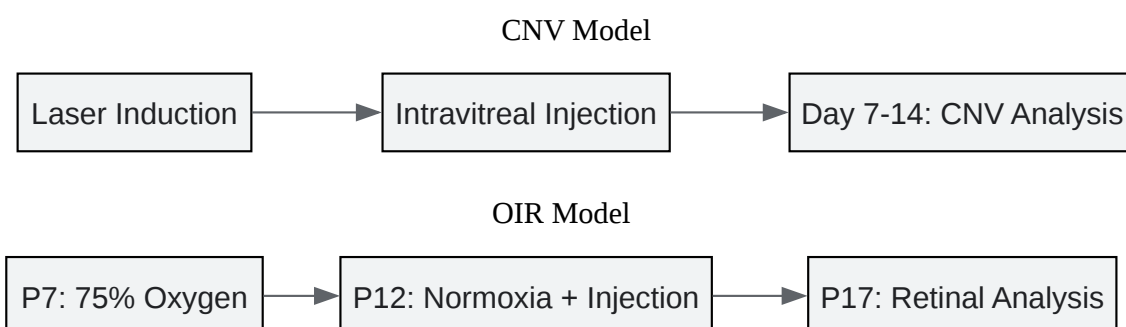 CNV Model
Laser Induction
Intravitreal Injection
Day 7-14: CNV Analysis
OIR Model
P7: 75% Oxygen
P12: Normoxia + Injection
P17: Retinal Analysis